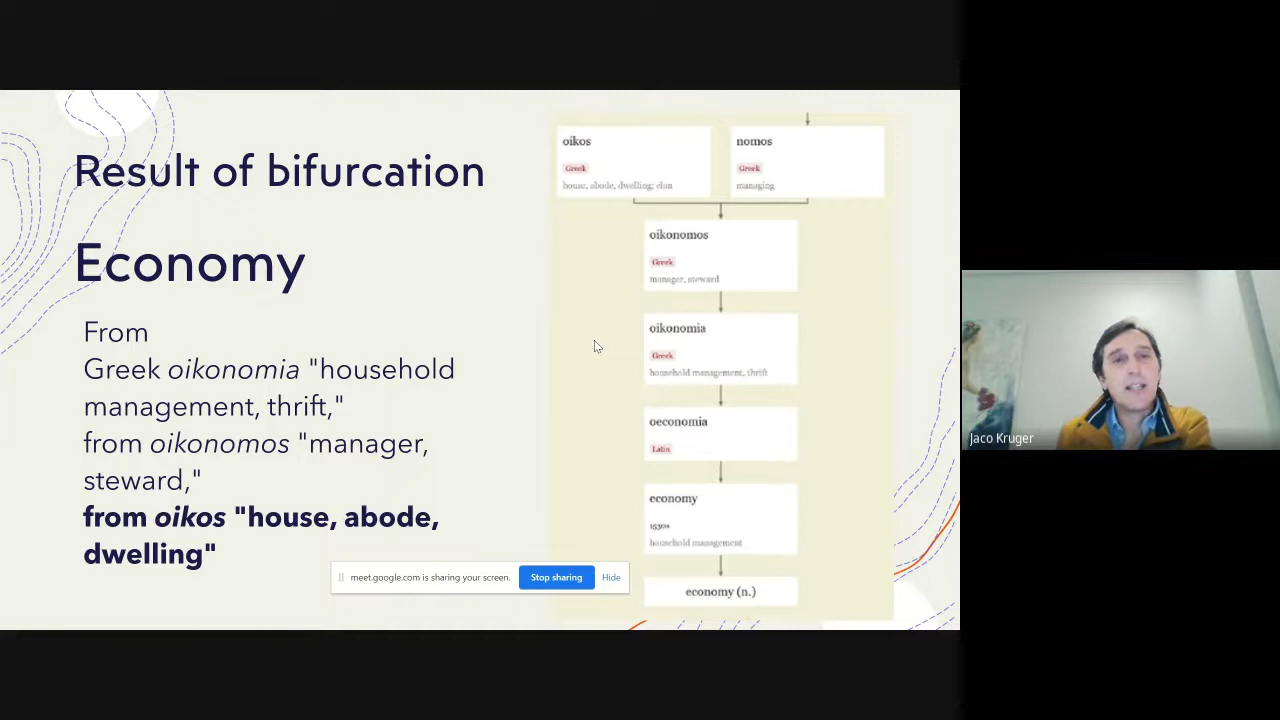 Result of bifurcation
Economy
From
Greek oikonomia "household
management, thrift,"
from oikonomos "manager,
steward,"
from oikos "house, abode,
dwelling"
oikos
Greek
house, abode, dwelling; clan
nomos
Greek
managing
oikonomos
Greek
manager, steward
oikonomia
Greek
household management, thrift
oeconomia
Latin
economy
1530s
household management
economy (n.)
meet.google.com is sharing your screen.
Stop sharing
Hide
Jaco Kruger